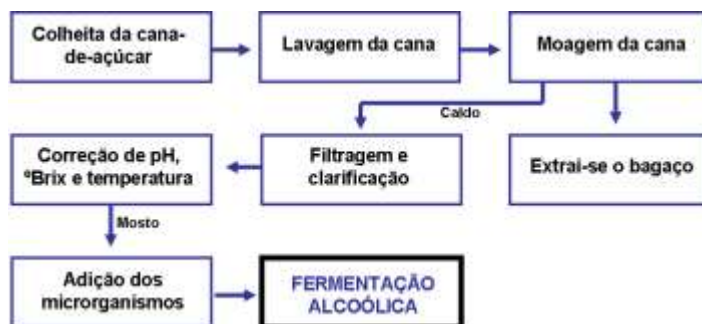 Colheita da cana-
de-açúcar
Lavagem da cana
Moagem da cana
Caldo
Correção de pH,
ºBrix e temperatura
Filtragem e
clarificação
Extrai-se o bagaço
Mosto
Adição dos
microrganismos
FERMENTAÇÃO
ALCOÓLICA